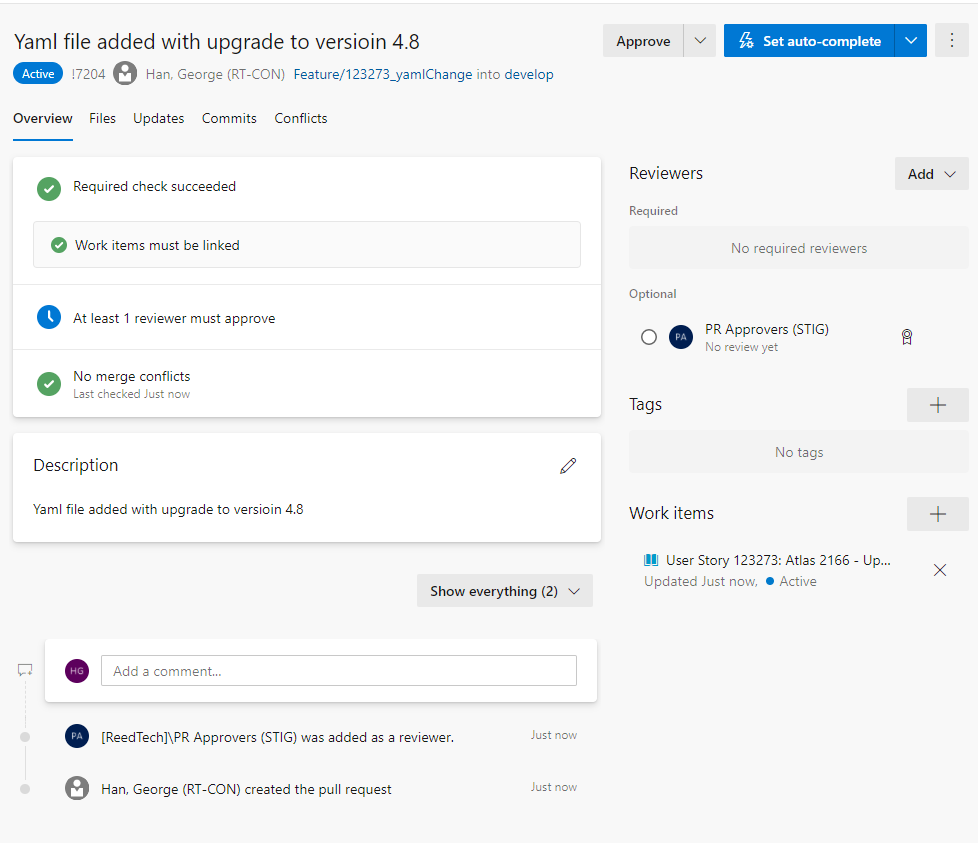 Yaml file added with upgrade to versioin 4.8
Approve
Set auto-complete
Active !7204 Han, George (RT-CON) Feature/123273_yamlChange into develop
Overview Files Updates Commits Conflicts
Required check succeeded
Work items must be linked
At least 1 reviewer must approve
No merge conflicts
Last checked Just now
Description
Yaml file added with upgrade to versioin 4.8
Show everything (2)
HG Add a comment...
PA [ReedTech]\PR Approvers (STIG) was added as a reviewer. Just now
Han, George (RT-CON) created the pull request Just now
Reviewers
Add
Required
No required reviewers
Optional
PA PR Approvers (STIG)
No review yet
Tags
No tags
Work items
User Story 123273: Atlas 2166 - Up...
Updated Just now, Active